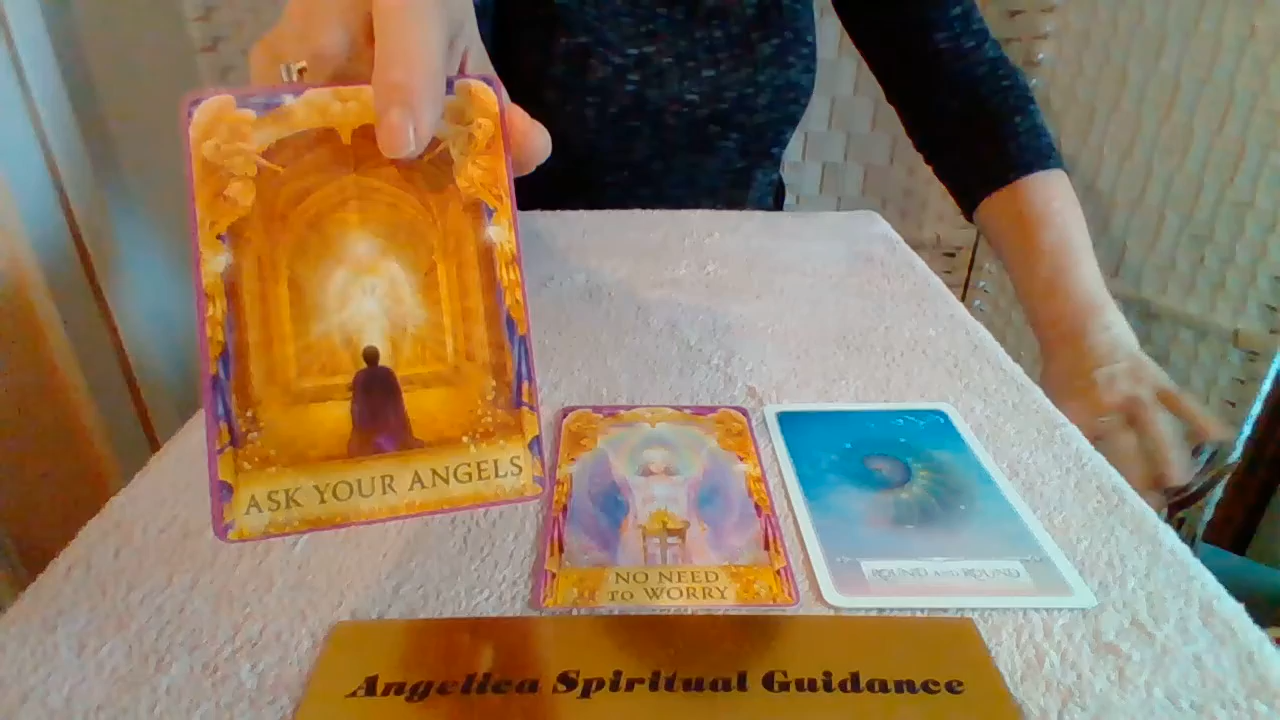 ASK YOUR ANGELS
NO NEED
TO WORRY
ROUND AND ROUND
Angelica Spiritual Guidance